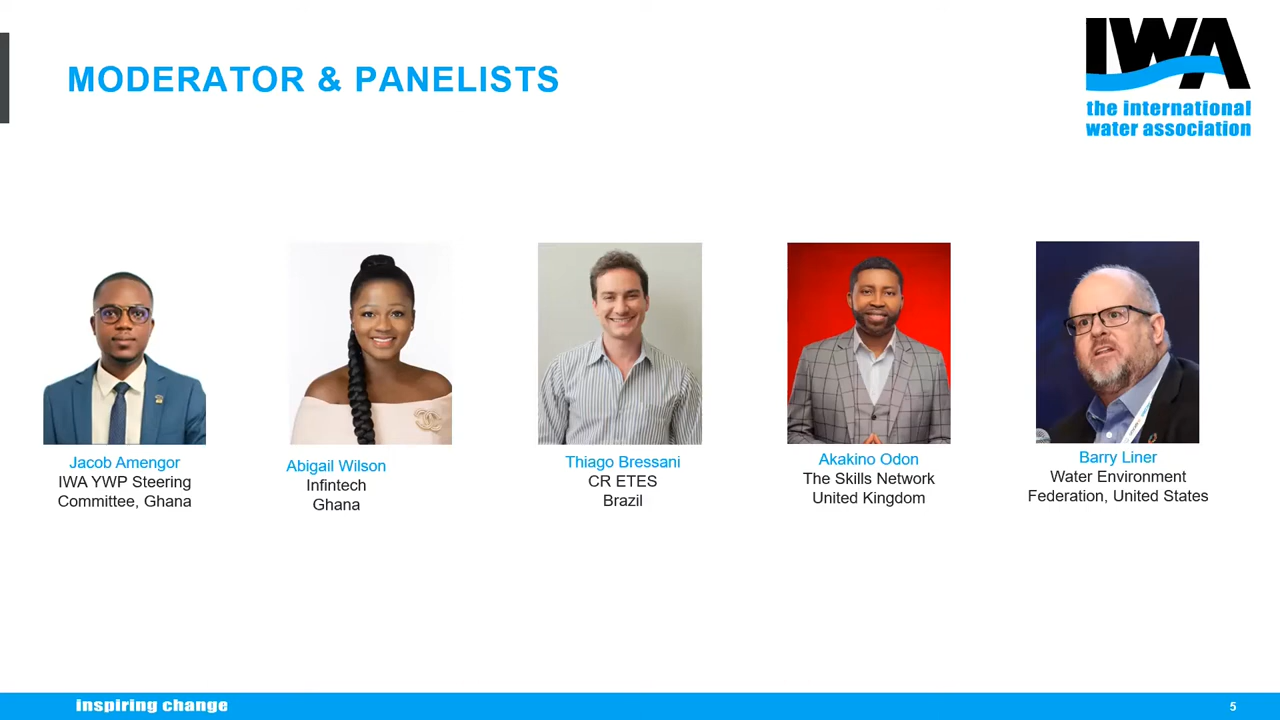 MODERATOR & PANELISTS
IWA
the international
water association
Jacob Amengor
IWA YWP Steering
Committee, Ghana
Abigail Wilson
Infintech
Ghana
Thiago Bressani
CR ETES
Brazil
Akakino Odon
The Skills Network
United Kingdom
Barry Liner
Water Environment
Federation, United States
inspiring change
5